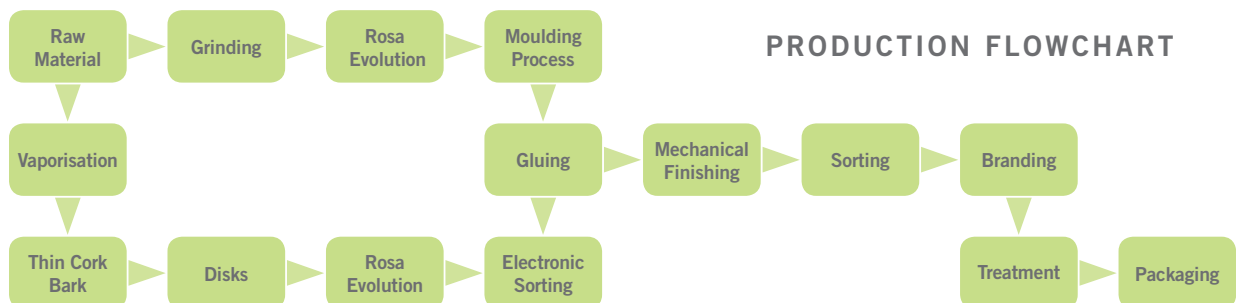 PRODUCTION FLOWCHART
Raw
Material
Grinding
Rosa
Evolution
Moulding
Process
Vaporisation
Gluing
Mechanical
Finishing
Sorting
Branding
Thin Cork
Bark
Disks
Rosa
Evolution
Electronic
Sorting
Treatment
Packaging